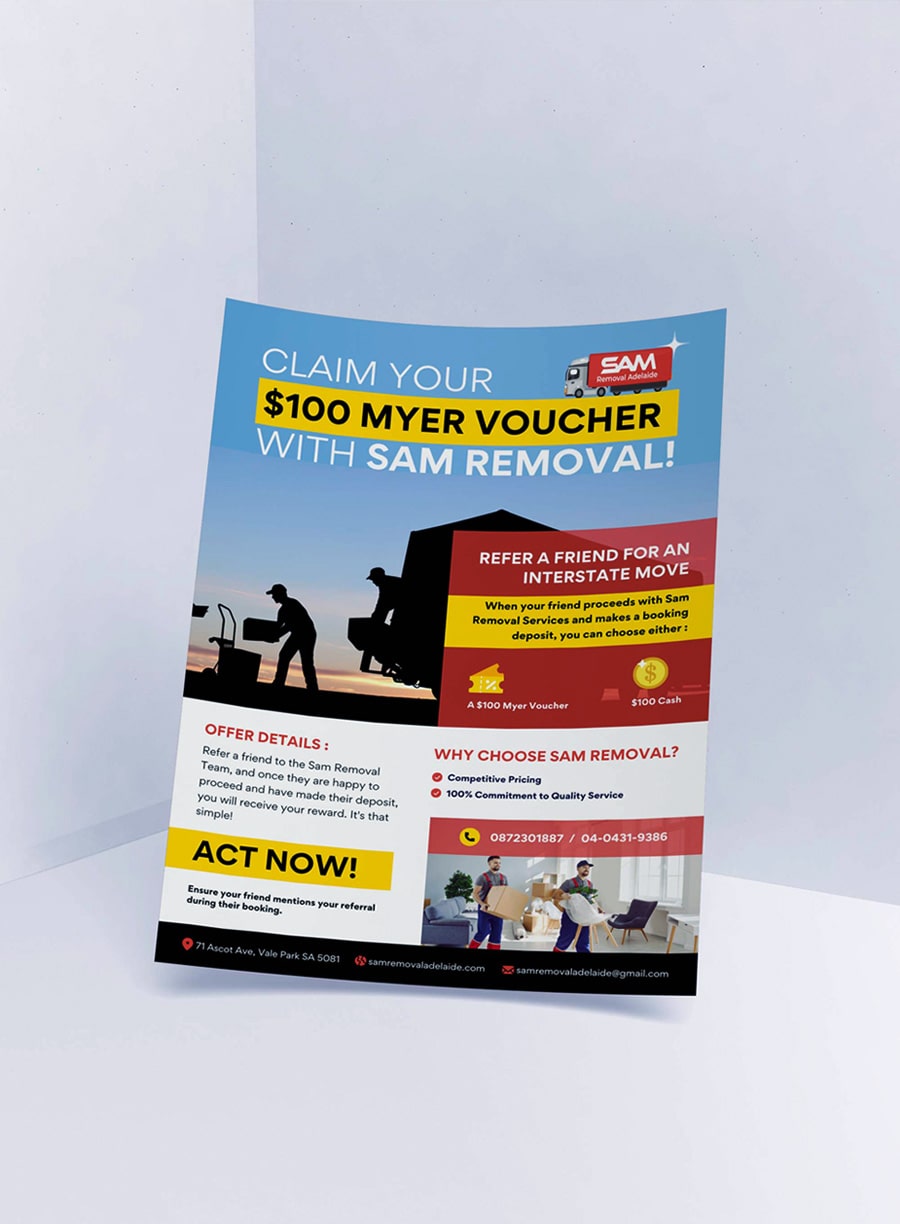 CLAIM YOUR
$100 MYER VOUCHER
WITH SAM REMOVAL!
SAM
Removal Adelaide
REFER A FRIEND FOR AN
INTERSTATE MOVE
When your friend proceeds with Sam
Removal Services and makes a booking
deposit, you can choose either :
A $100 Myer Voucher
$100 Cash
OFFER DETAILS :
Refer a friend to the Sam Removal
Team, and once they are happy to
proceed and have made their deposit,
you will receive your reward. It's that
simple!
ACT NOW!
Ensure your friend mentions your referral
during their booking.
WHY CHOOSE SAM REMOVAL?
Competitive Pricing
100% Commitment to Quality Service
0872301887 / 04-0431-9386
71 Ascot Ave, Vale Park SA 5081
samremovaladelaide.com
samremovaladelaide@gmail.com